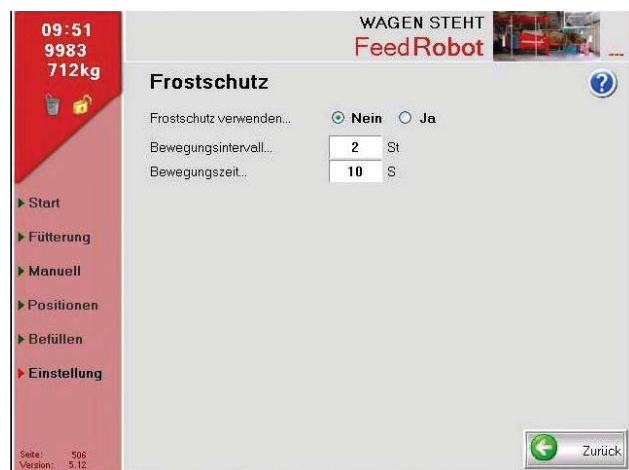 09:51
9983
712kg
WAGEN STEHT
FeedRobot
...
Frostschutz
?
Frostschutz verwenden... Nein Ja
Bewegungsintervall... 2 St
Bewegungszeit... 10 S
Start
Fütterung
Manuell
Positionen
Befüllen
Einstellung
Seite: 506
Version: 5.12
Zurück